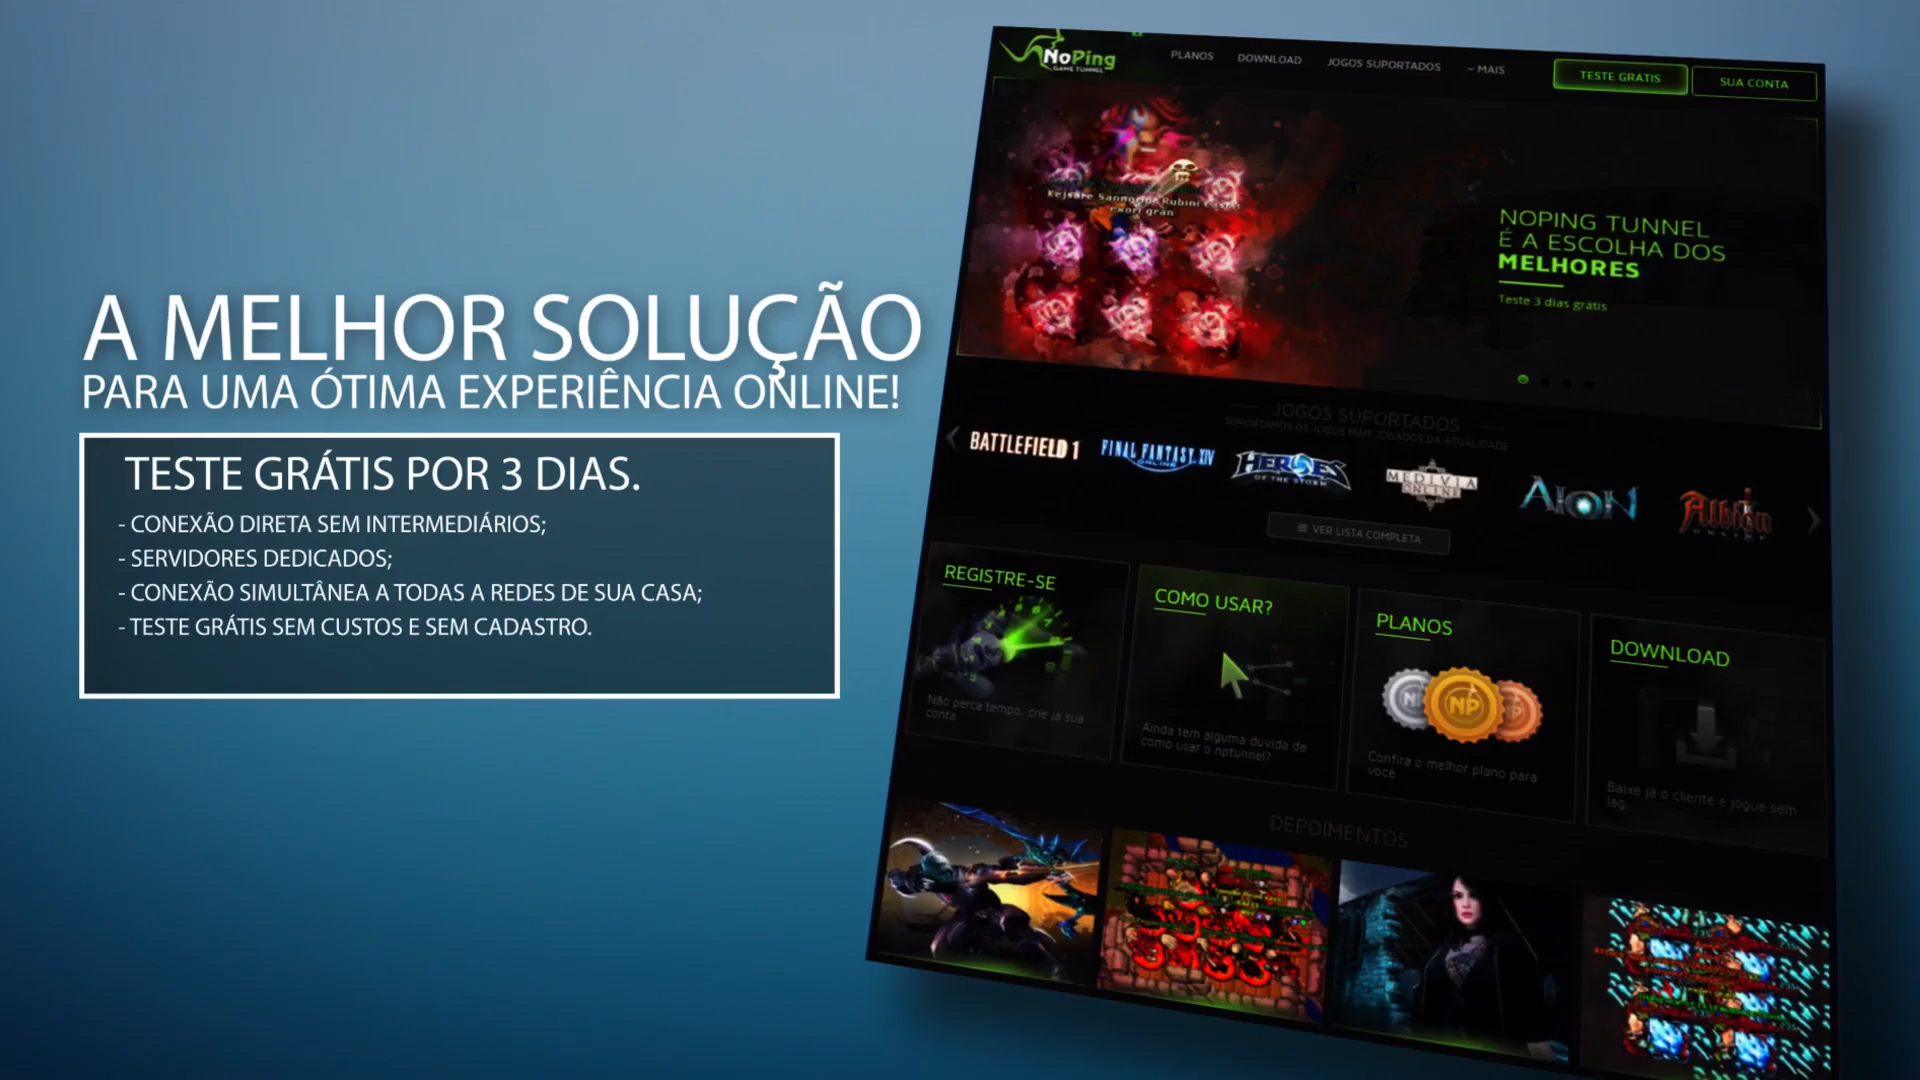 A MELHOR SOLUÇÃO
PARA UMA ÓTIMA EXPERIÊNCIA ONLINE!
TESTE GRÁTIS POR 3 DIAS.
- CONEXÃO DIRETA SEM INTERMEDIÁRIOS;
- SERVIDORES DEDICADOS;
- CONEXÃO SIMULTÂNEA A TODAS A REDES DE SUA CASA;
- TESTE GRÁTIS SEM CUSTOS E SEM CADASTRO.
NoPing
GAME TUNNEL
PLANOS DOWNLOAD JOGOS SUPORTADOS MAIS TESTE GRATIS SUA CONTA
exori gran
NOPING TUNNEL
É A ESCOLHA DOS
MELHORES
Teste 3 dias grátis
JOGOS SUPORTADOS
SUPORTAMOS OS JOGOS MAIS JOGADOS DA ATUALIDADE
BATTLEFIELD 1
FINAL FANTASY XIV
ONLINE
HEROES
OF THE STORM
MEDIVIA
ONLINE
AION
Albion
ONLINE
VER LISTA COMPLETA
REGISTRE-SE
Não perca tempo, crie já sua
conta
COMO USAR?
Ainda tem alguma dúvida de
como usar o nptunnel?
PLANOS
NP
Confira o melhor plano para
você
DOWNLOAD
Baixe já o cliente e jogue sem
lag.
DEPOIMENTOS